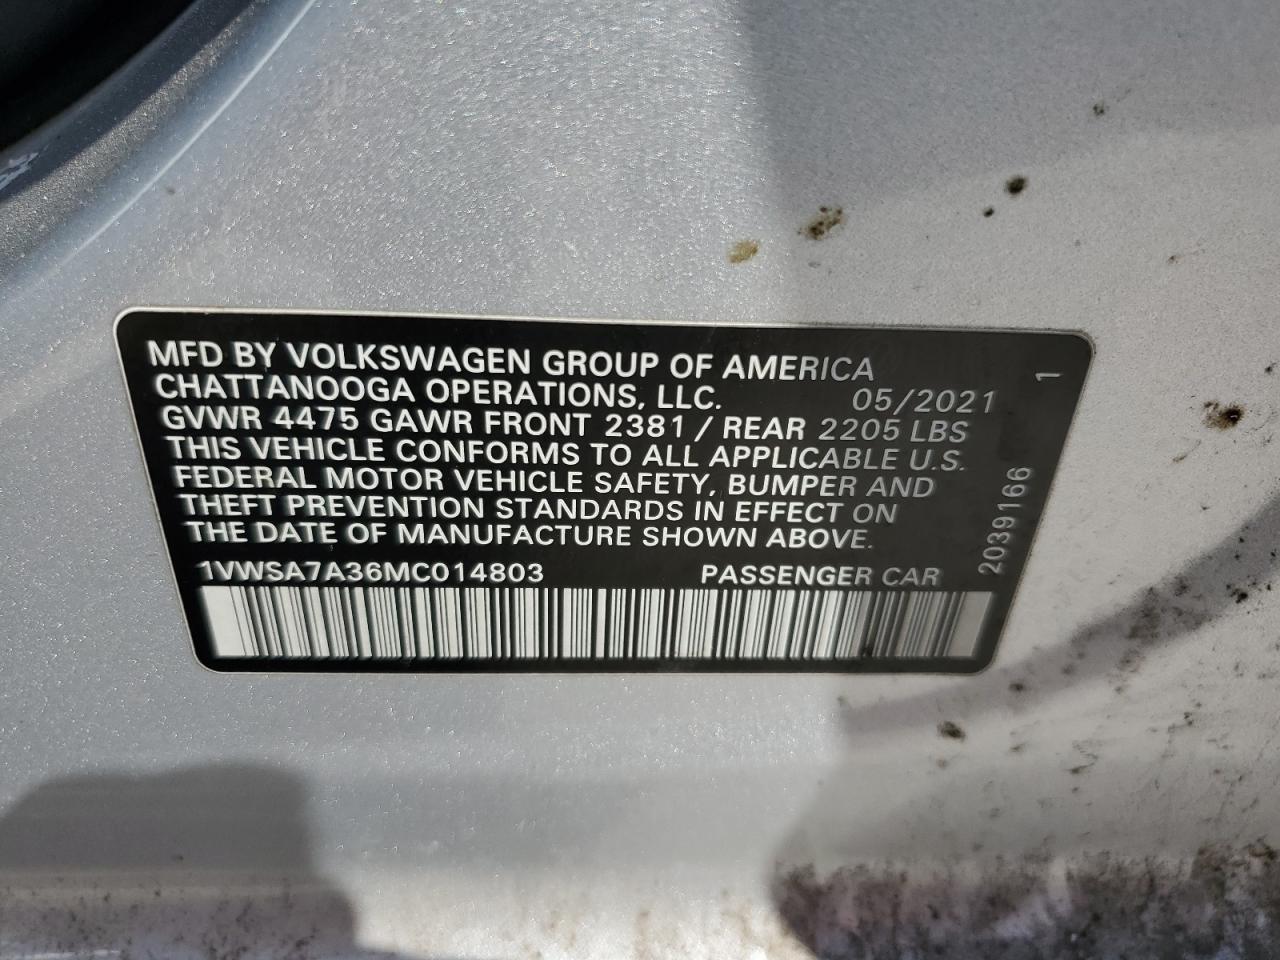 MFD BY VOLKSWAGEN GROUP OF AMERICA
CHATTANOOGA OPERATIONS, LLC. 05/2021
GVWR 4475 GAWR FRONT 2381 / REAR 2205 LBS
THIS VEHICLE CONFORMS TO ALL APPLICABLE U.S.
FEDERAL MOTOR VEHICLE SAFETY, BUMPER AND
THEFT PREVENTION STANDARDS IN EFFECT ON
THE DATE OF MANUFACTURE SHOWN ABOVE.
1VWSA7A36MC014803 PASSENGER CAR
2039166 1